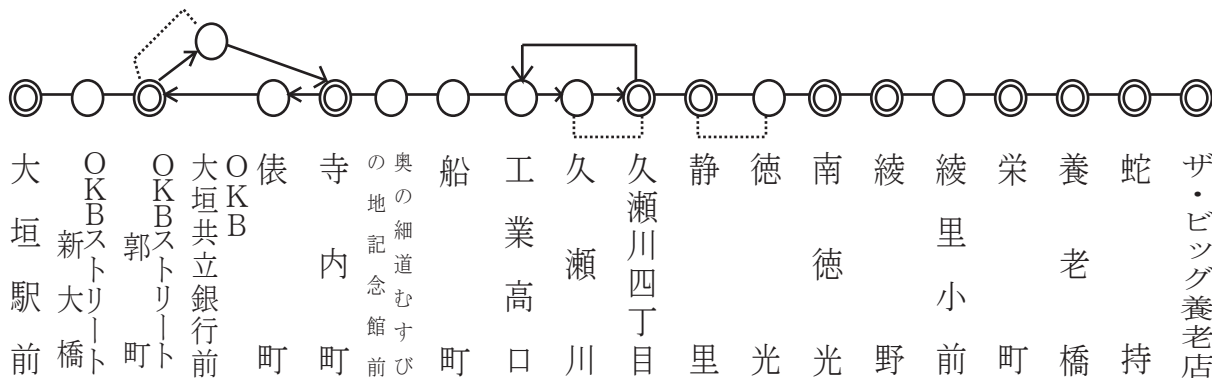 大垣駅前
OKBストリート
新大橋
OKBストリート
郭町
OKB
大垣共立銀行前
俵町
寺内町
奥の細道むすび
の地記念館前
船町
工業高口
久瀬川
久瀬川四丁目
静里
徳光
南徳光
綾野
綾里小前
栄町
養老橋
蛇持
ザ・ビッグ養老店